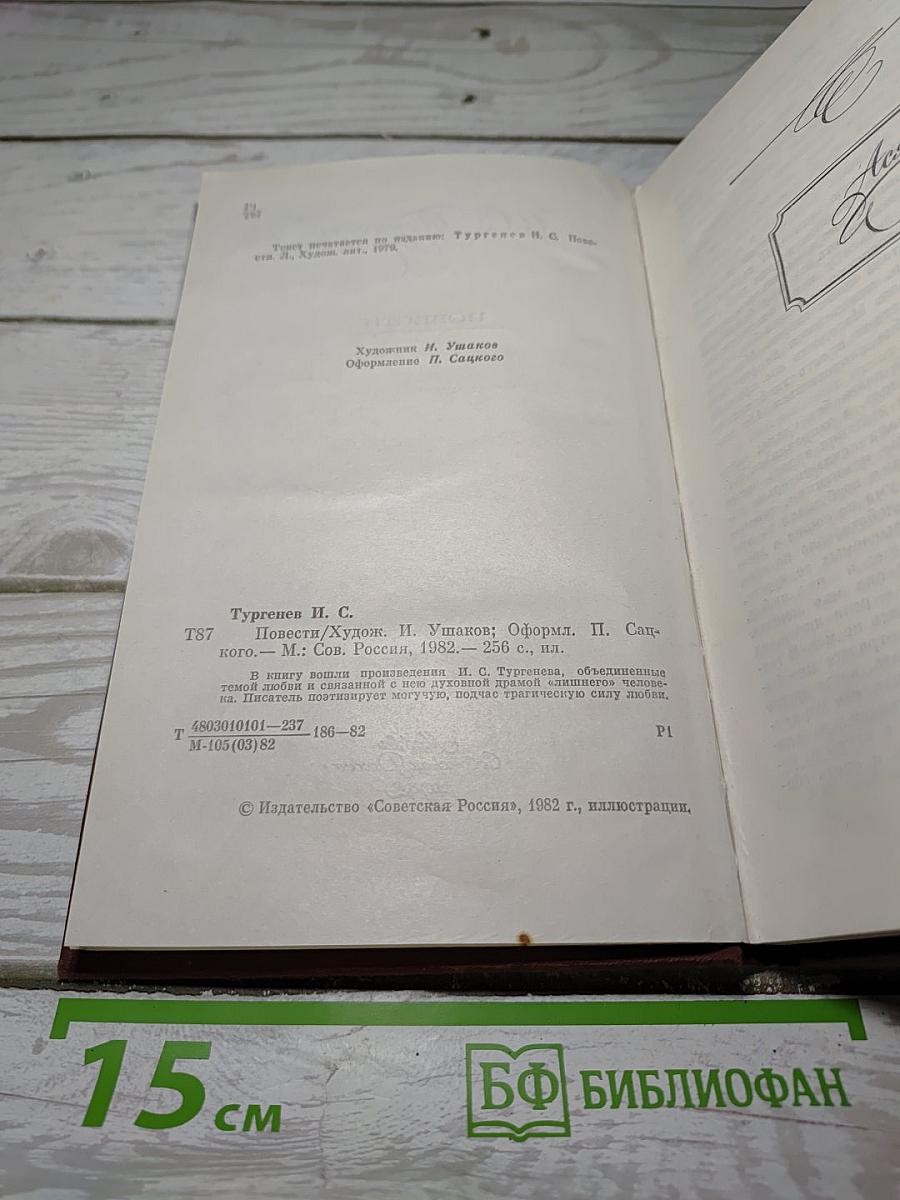 Текст печатается по изданию: Тургенев И. С. Пове-
сти. Л., Худож. лит., 1979.
Художник И. Ушаков
Оформление П. Сацкого
Тургенев И. С.
Т87 Повести/Худож. И. Ушаков; Оформл. П. Сац-
кого.— М.: Сов. Россия, 1982.— 256 с., ил.
В книгу вошли произведения И. С. Тургенева, объединенные
темой любви и связанной с нею духовной драмой «лишнего» челове-
ка. Писатель поэтизирует могучую, подчас трагическую силу любви.
Т 4803010101—237 186—82 Р1
М-105(03)82
© Издательство «Советская Россия», 1982 г., иллюстрации.
Ася
15 см
БФ БИБЛИОФАН